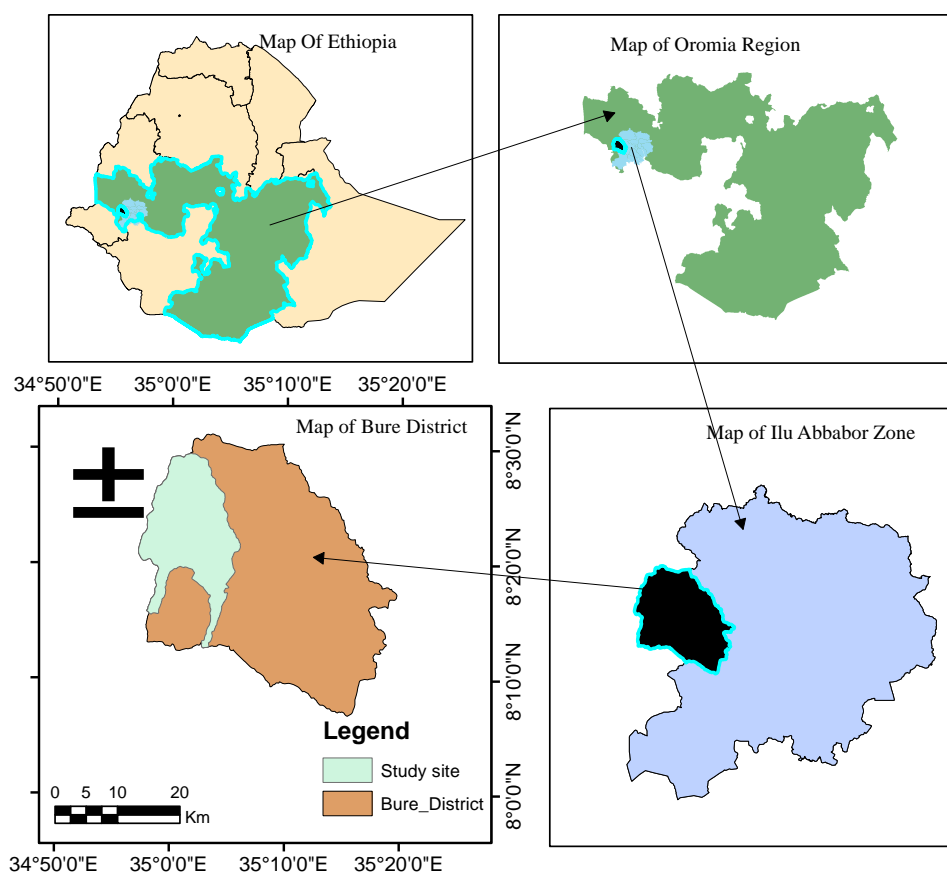 Map Of Ethiopia
Map of Oromia Region
34°50'0"E 35°0'0"E 35°10'0"E 35°20'0"E
Map of Bure District
Map of Ilu Abbabor Zone
8°30'0"N
8°20'0"N
8°10'0"N
8°0'0"N
Legend
Study site
Bure_District
0 5 10 20
Km
34°50'0"E 35°0'0"E 35°10'0"E 35°20'0"E